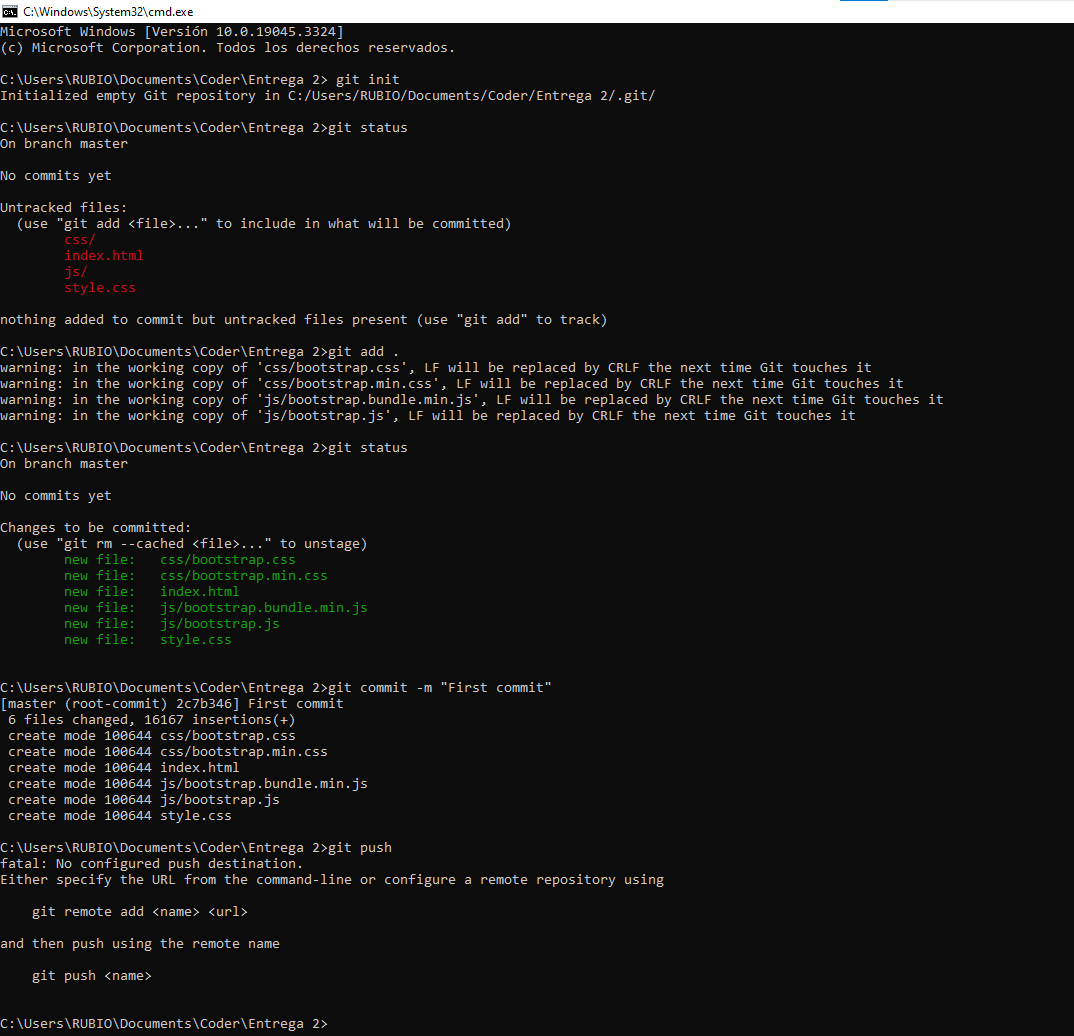 C:\Windows\System32\cmd.exe
Microsoft Windows [Versión 10.0.19045.3324]
(c) Microsoft Corporation. Todos los derechos reservados.
C:\Users\RUBIO\Documents\Coder\Entrega 2> git init
Initialized empty Git repository in C:/Users/RUBIO/Documents/Coder/Entrega 2/.git/
C:\Users\RUBIO\Documents\Coder\Entrega 2>git status
On branch master
No commits yet
Untracked files:
  (use "git add <file>..." to include in what will be committed)
        css/
        index.html
        js/
        style.css
nothing added to commit but untracked files present (use "git add" to track)
C:\Users\RUBIO\Documents\Coder\Entrega 2>git add .
warning: in the working copy of 'css/bootstrap.css', LF will be replaced by CRLF the next time Git touches it
warning: in the working copy of 'css/bootstrap.min.css', LF will be replaced by CRLF the next time Git touches it
warning: in the working copy of 'js/bootstrap.bundle.min.js', LF will be replaced by CRLF the next time Git touches it
warning: in the working copy of 'js/bootstrap.js', LF will be replaced by CRLF the next time Git touches it
C:\Users\RUBIO\Documents\Coder\Entrega 2>git status
On branch master
No commits yet
Changes to be committed:
  (use "git rm --cached <file>..." to unstage)
        new file:   css/bootstrap.css
        new file:   css/bootstrap.min.css
        new file:   index.html
        new file:   js/bootstrap.bundle.min.js
        new file:   js/bootstrap.js
        new file:   style.css
C:\Users\RUBIO\Documents\Coder\Entrega 2>git commit -m "First commit"
[master (root-commit) 2c7b346] First commit
 6 files changed, 16167 insertions(+)
 create mode 100644 css/bootstrap.css
 create mode 100644 css/bootstrap.min.css
 create mode 100644 index.html
 create mode 100644 js/bootstrap.bundle.min.js
 create mode 100644 js/bootstrap.js
 create mode 100644 style.css
C:\Users\RUBIO\Documents\Coder\Entrega 2>git push
fatal: No configured push destination.
Either specify the URL from the command-line or configure a remote repository using
    git remote add <name> <url>
and then push using the remote name
    git push <name>
C:\Users\RUBIO\Documents\Coder\Entrega 2>